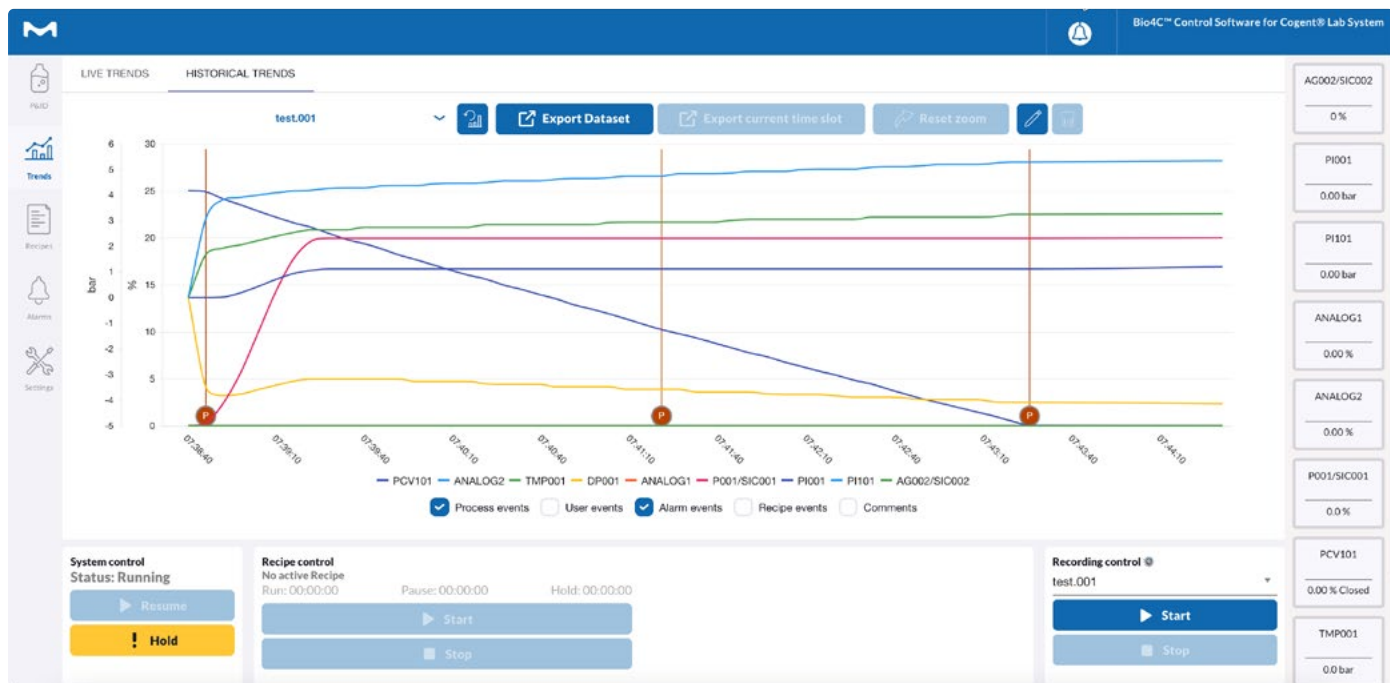 Bio4C™ Control Software for Cogent® Lab System
LIVE TRENDS HISTORICAL TRENDS
test.001
Export Dataset
Export current time slot
Reset zoom
Trends
Recipes
Alarms
Settings
bar
6
5
4
3
2
1
0
-1
-2
-3
-4
-5
%
30
25
20
15
10
5
0
P P P
07:38:40 07:39:10 07:39:40 07:40:10 07:40:40 07:41:10 07:41:40 07:42:10 07:42:40 07:43:10 07:43:40 07:44:10
PCV101 ANALOG2 TMP001 DP001 ANALOG1 P001/SIC001 PI001 PI101 AG002/SIC002
Process events User events Alarm events Recipe events Comments
AG002/SIC002
0 %
PI001
0.00 bar
PI101
0.00 bar
ANALOG1
0.00 %
ANALOG2
0.00 %
P001/SIC001
0.0 %
PCV101
0.00 % Closed
TMP001
0.0 bar
System control
Status: Running
Resume
! Hold
Recipe control
No active Recipe
Run: 00:00:00 Pause: 00:00:00 Hold: 00:00:00
Start
Stop
Recording control
test.001
Start
Stop